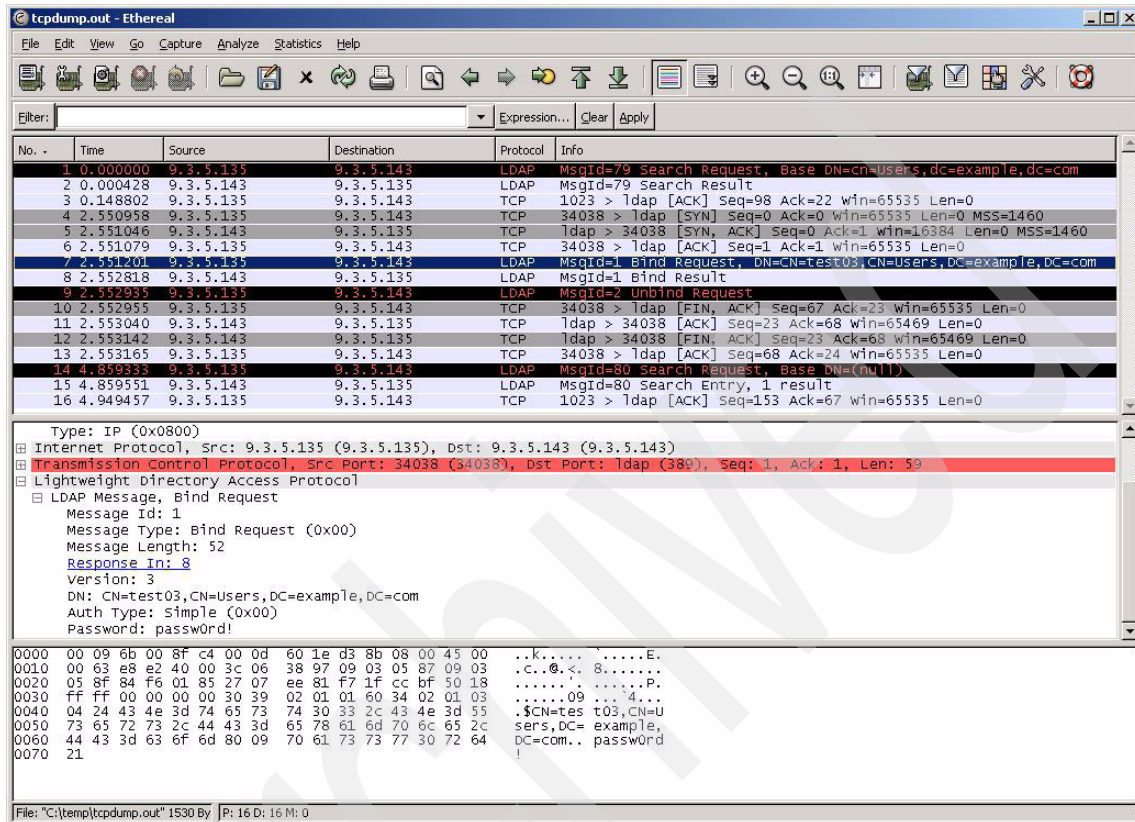 tcpdump.out - Ethereal
File Edit View Go Capture Analyze Statistics Help
Filter: Expression... Clear Apply
No. . Time Source Destination Protocol Info
1 0.000000 9.3.5.135 9.3.5.143 LDAP MsgId=79 Search Request, Base DN=cn=Users,dc=example,dc=com
2 0.000428 9.3.5.143 9.3.5.135 LDAP MsgId=79 Search Result
3 0.148802 9.3.5.135 9.3.5.143 TCP 1023 > ldap [ACK] Seq=98 Ack=22 Win=65535 Len=0
4 2.550958 9.3.5.135 9.3.5.143 TCP 34038 > ldap [SYN] Seq=0 Ack=0 Win=65535 Len=0 MSS=1460
5 2.551046 9.3.5.143 9.3.5.135 TCP ldap > 34038 [SYN, ACK] Seq=0 Ack=1 Win=16384 Len=0 MSS=1460
6 2.551079 9.3.5.135 9.3.5.143 TCP 34038 > ldap [ACK] Seq=1 Ack=1 Win=65535 Len=0
7 2.551201 9.3.5.135 9.3.5.143 LDAP MsgId=1 Bind Request, DN=CN=test03,CN=Users,DC=example,DC=com
8 2.552818 9.3.5.143 9.3.5.135 LDAP MsgId=1 Bind Result
9 2.552935 9.3.5.135 9.3.5.143 LDAP MsgId=2 Unbind Request
10 2.552955 9.3.5.135 9.3.5.143 TCP 34038 > ldap [FIN, ACK] Seq=67 Ack=23 Win=65535 Len=0
11 2.553040 9.3.5.143 9.3.5.135 TCP ldap > 34038 [ACK] Seq=23 Ack=68 Win=65469 Len=0
12 2.553142 9.3.5.143 9.3.5.135 TCP ldap > 34038 [FIN, ACK] Seq=23 Ack=68 Win=65469 Len=0
13 2.553165 9.3.5.135 9.3.5.143 TCP 34038 > ldap [ACK] Seq=68 Ack=24 Win=65535 Len=0
14 4.859333 9.3.5.135 9.3.5.143 LDAP MsgId=80 Search Request, Base DN=(null)
15 4.859551 9.3.5.143 9.3.5.135 LDAP MsgId=80 Search Entry, 1 result
16 4.949457 9.3.5.135 9.3.5.143 TCP 1023 > ldap [ACK] Seq=153 Ack=67 Win=65535 Len=0
Type: IP (0x0800)
Internet Protocol, Src: 9.3.5.135 (9.3.5.135), Dst: 9.3.5.143 (9.3.5.143)
Transmission Control Protocol, Src Port: 34038 (34038), Dst Port: ldap (389), Seq: 1, Ack: 1, Len: 59
Lightweight Directory Access Protocol
LDAP Message, Bind Request
Message Id: 1
Message Type: Bind Request (0x00)
Message Length: 52
Response In: 8
Version: 3
DN: CN=test03,CN=Users,DC=example,DC=com
Auth Type: Simple (0x00)
Password: passw0rd!
0000 00 09 6b 00 8f c4 00 0d 60 1e d3 8b 08 00 45 00 ..k..... `.....E.
0010 00 63 e8 e2 40 00 3c 06 38 97 09 03 05 87 09 03 .c..@.<. 8.......
0020 05 8f 84 f6 01 85 27 07 ee 81 f7 1f cc bf 50 18 ......'. ......P.
0030 ff ff 00 00 00 00 30 39 02 01 01 60 34 02 01 03 ......09 ...`4...
0040 04 24 43 4e 3d 74 65 73 74 30 33 2c 43 4e 3d 55 .$CN=tes t03,CN=U
0050 73 65 72 73 2c 44 43 3d 65 78 61 6d 70 6c 65 2c sers,DC= example,
0060 44 43 3d 63 6f 6d 80 09 70 61 73 73 77 30 72 64 DC=com.. passw0rd
0070 21 !
File: "C:\temp\tcpdump.out" 1530 By P: 16 D: 16 M: 0